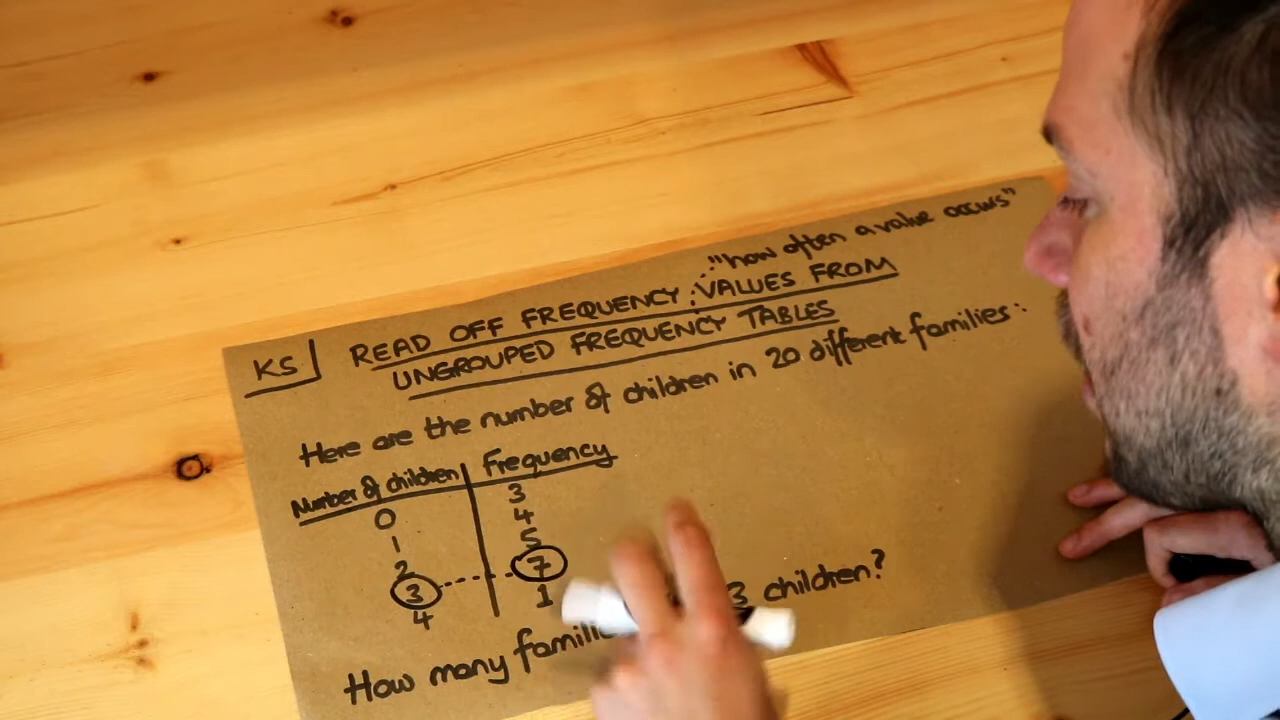 "how often a value occurs"
KS READ OFF FREQUENCY VALUES FROM
UNGROUPED FREQUENCY TABLES
Here are the number of children in 20 different families:
Number of children Frequency
0 3
1 4
2 5
3 7
4 1
How many 3 children?